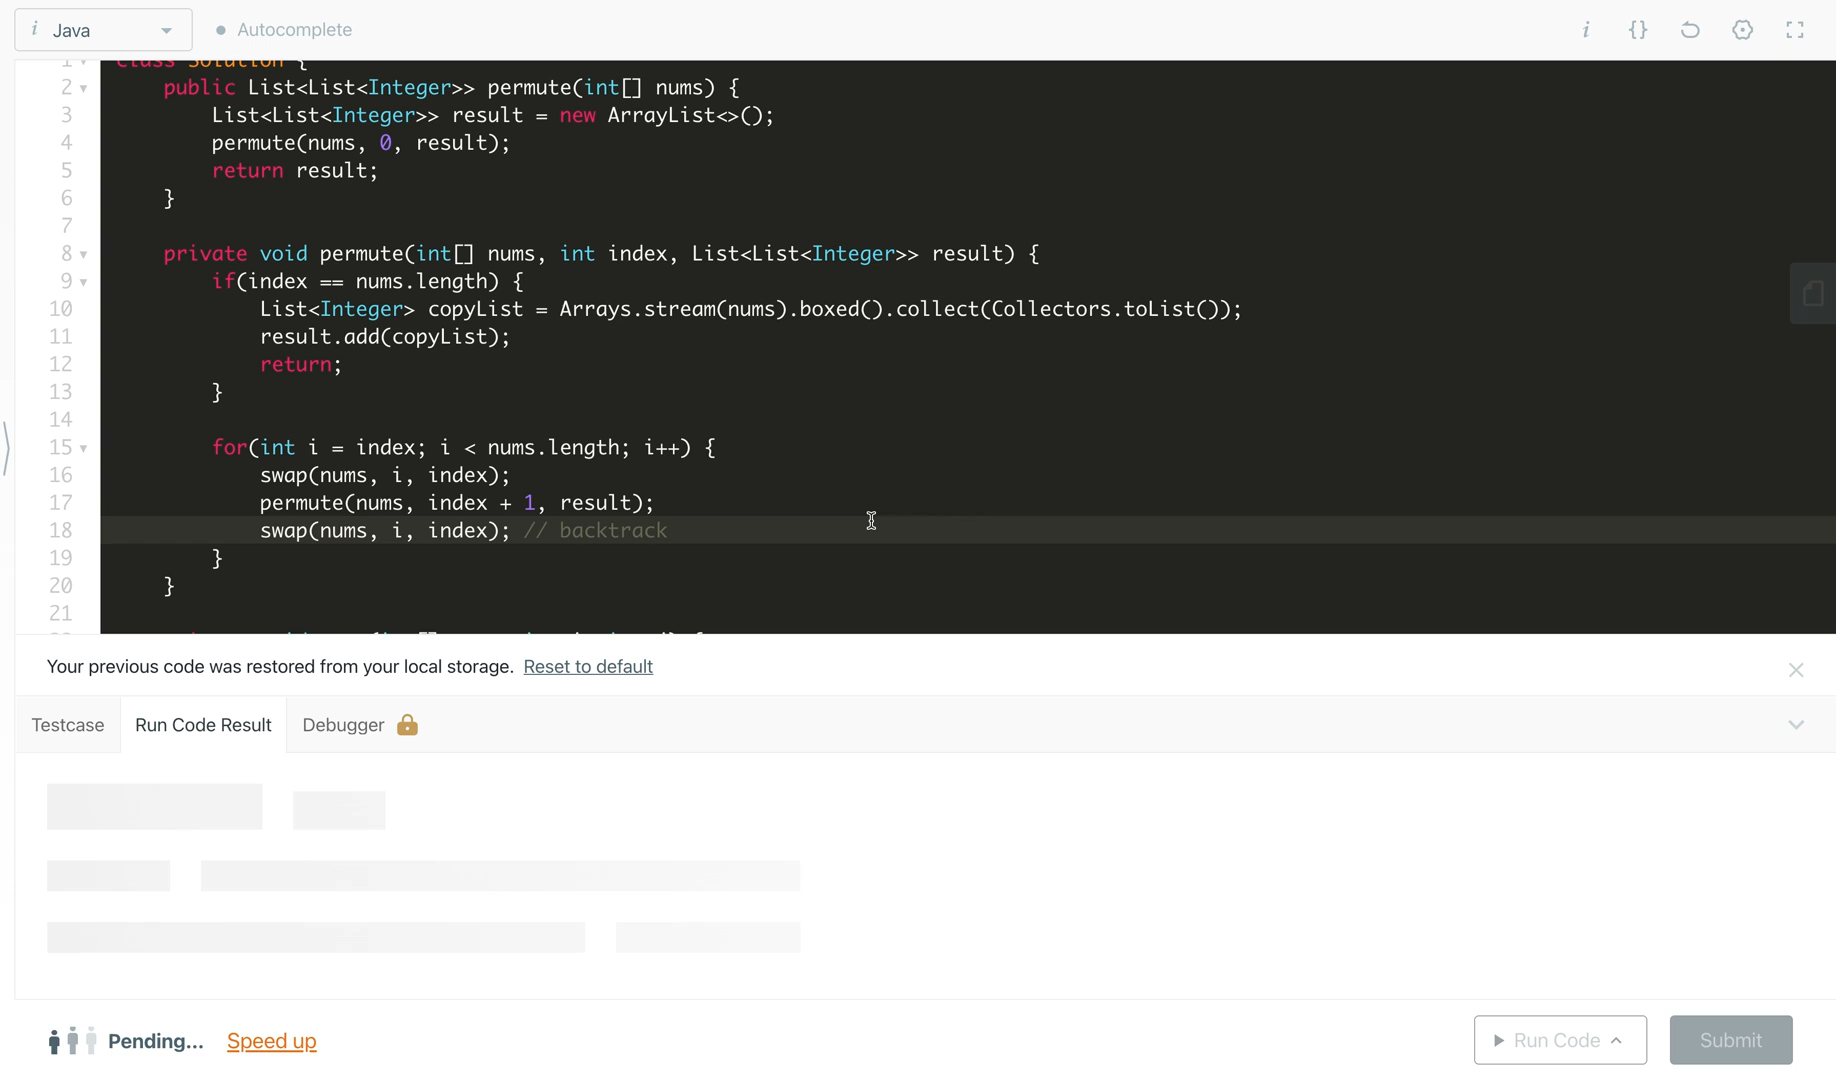 i Java
Autocomplete
i {}
1 class Solution {
2 public List<List<Integer>> permute(int[] nums) {
3 List<List<Integer>> result = new ArrayList<>();
4 permute(nums, 0, result);
5 return result;
6 }
7
8 private void permute(int[] nums, int index, List<List<Integer>> result) {
9 if(index == nums.length) {
10 List<Integer> copyList = Arrays.stream(nums).boxed().collect(Collectors.toList());
11 result.add(copyList);
12 return;
13 }
14
15 for(int i = index; i < nums.length; i++) {
16 swap(nums, i, index);
17 permute(nums, index + 1, result);
18 swap(nums, i, index); // backtrack
19 }
20 }
21
Your previous code was restored from your local storage. Reset to default
Testcase Run Code Result Debugger
Pending... Speed up
Run Code Submit